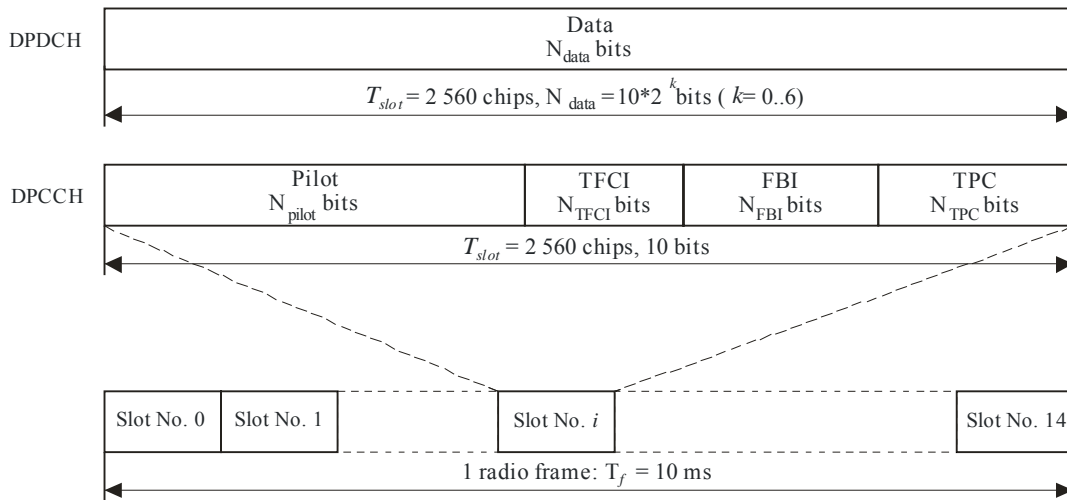 DPDCH
Data
N_data bits
T_slot = 2 560 chips, N_data =10*2^k bits ( k= 0..6)
DPCCH
Pilot
N_pilot bits
TFCI
N_TFCI bits
FBI
N_FBI bits
TPC
N_TPC bits
T_slot = 2 560 chips, 10 bits
Slot No. 0
Slot No. 1
Slot No. i
Slot No. 14
1 radio frame: T_f = 10 ms